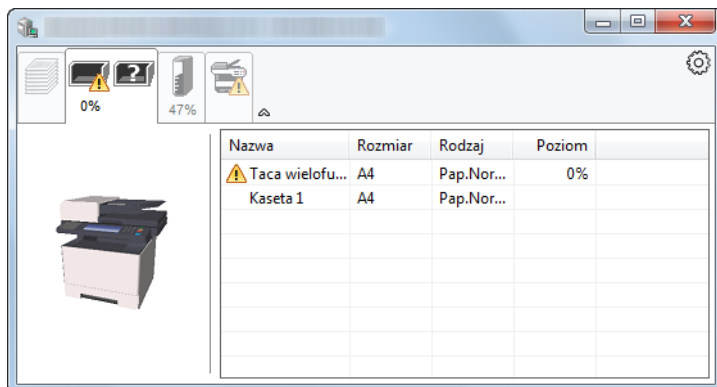 0%
47%
Nazwa Rozmiar Rodzaj Poziom
Taca wielofu... A4 Pap.Nor... 0%
Kaseta 1 A4 Pap.Nor...